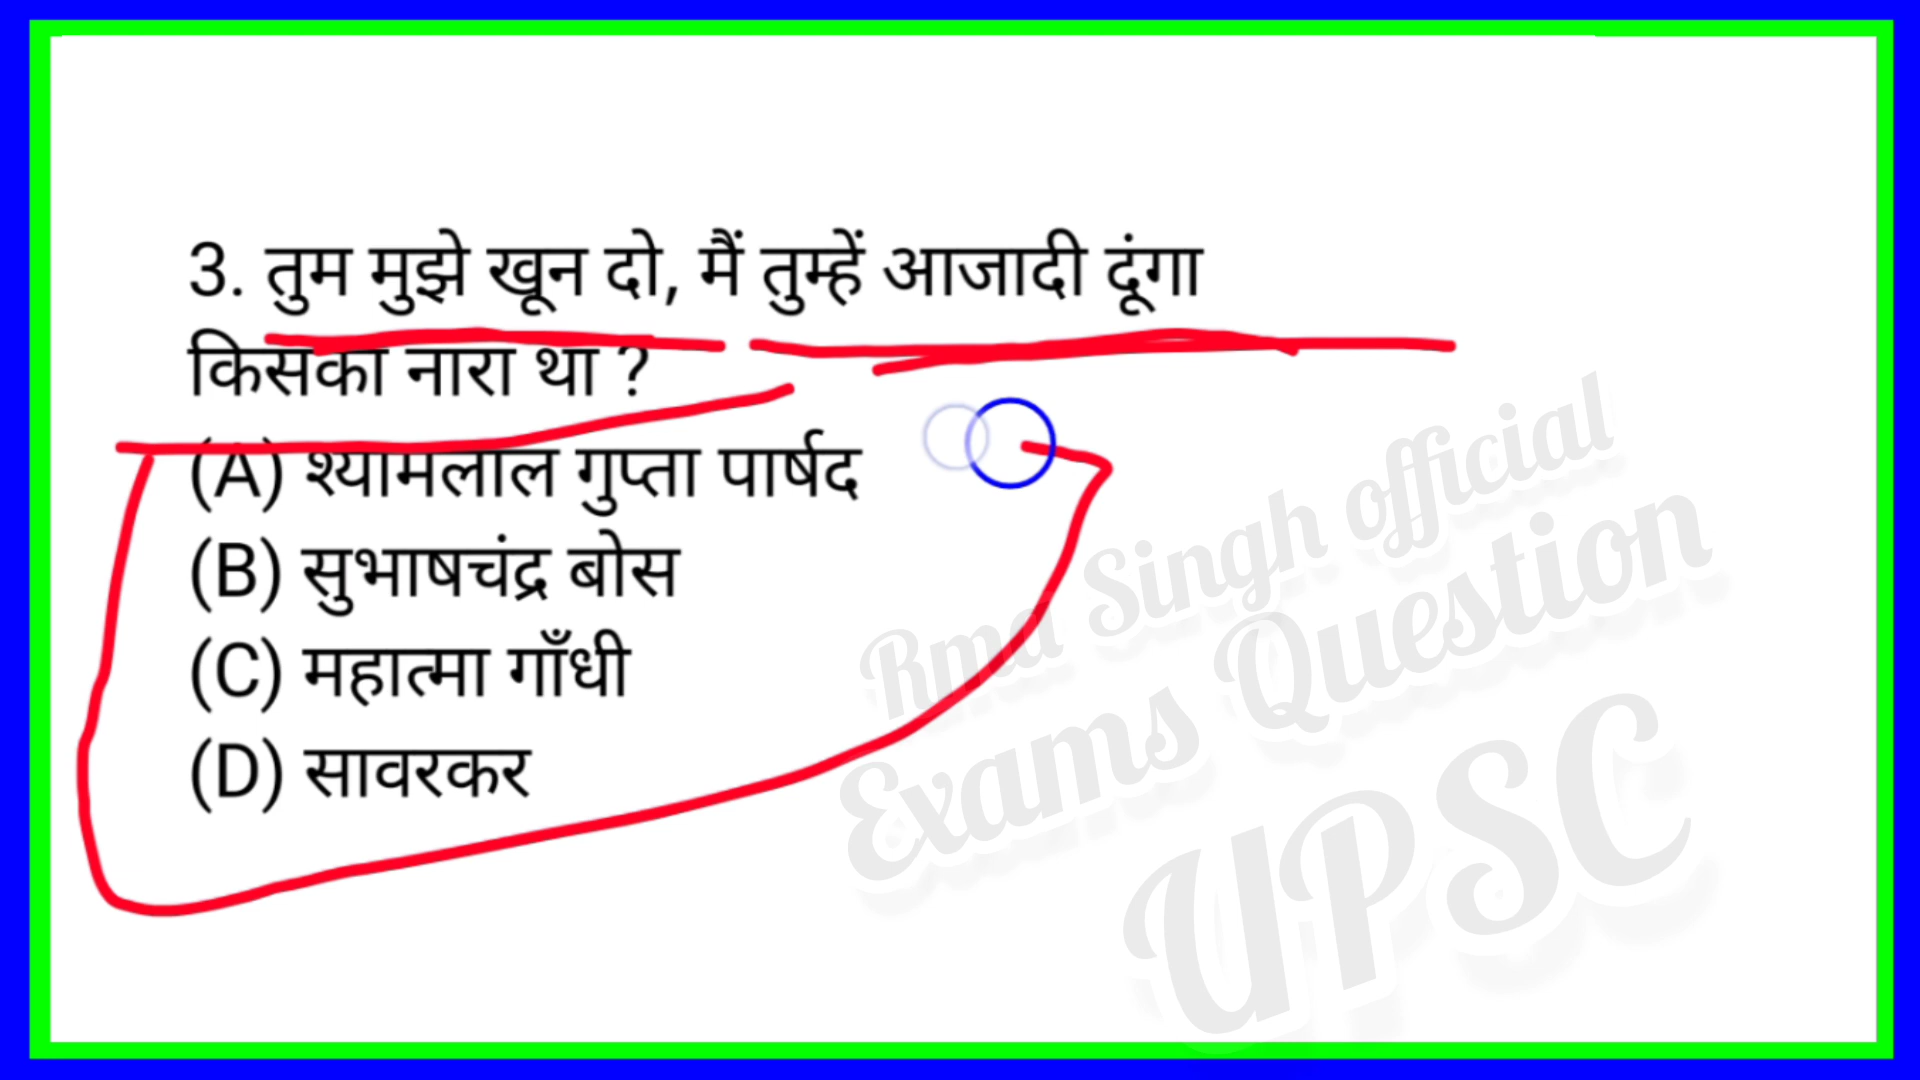 3. तुम मुझे खून दो, मैं तुम्हें आजादी दूंगा
किसका नारा था ?
(A) श्यामलाल गुप्ता पार्षद
(B) सुभाषचंद्र बोस
(C) महात्मा गाँधी
(D) सावरकर
Rma Singh official
Exams Question
UPSC